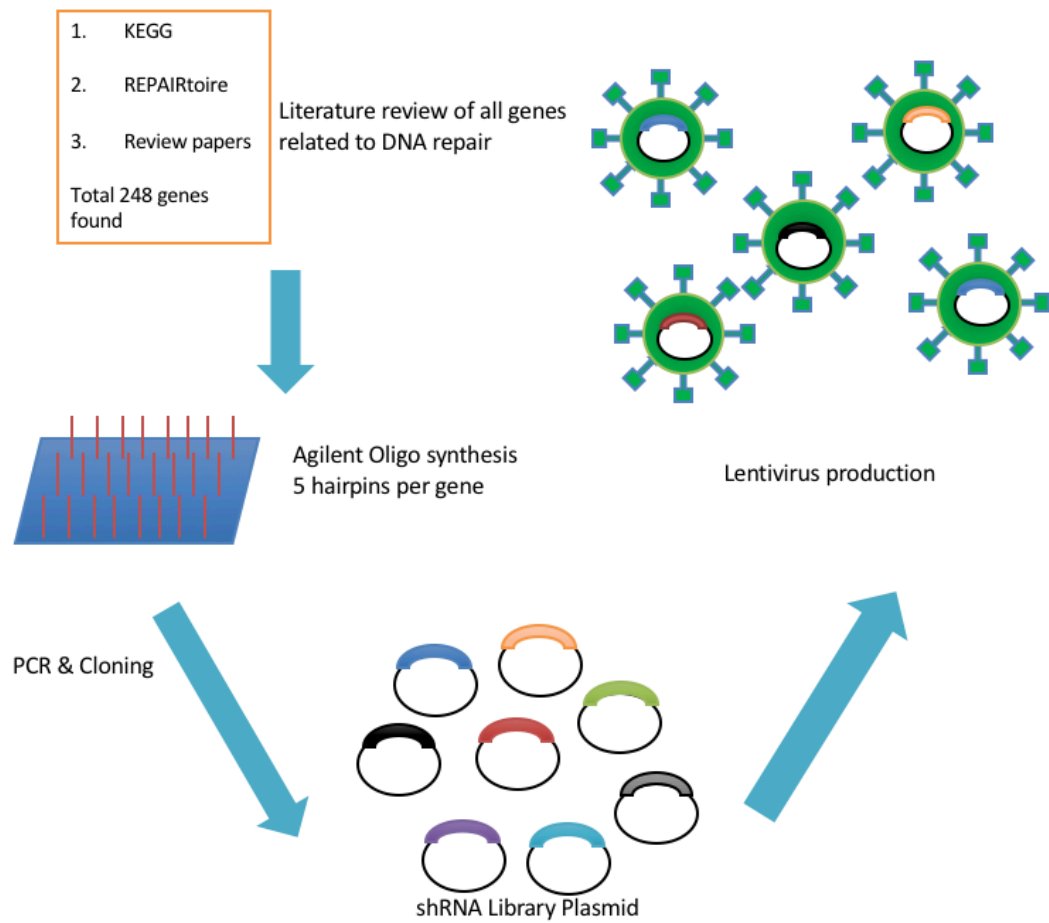 1. KEGG
2. REPAIRtoire
3. Review papers
Total 248 genes
found
Literature review of all genes
related to DNA repair
Agilent Oligo synthesis
5 hairpins per gene
Lentivirus production
PCR & Cloning
shRNA Library Plasmid